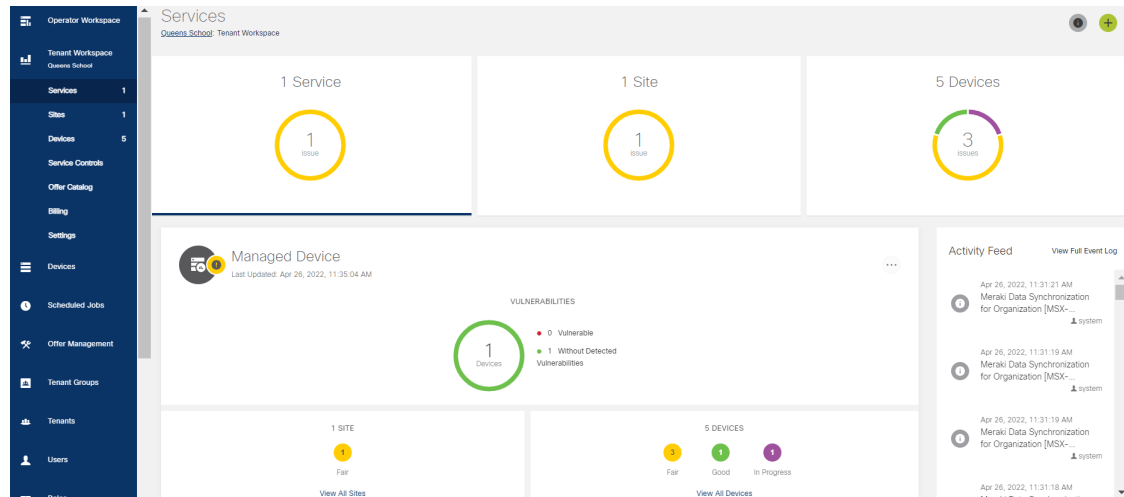 Operator Workspace
Tenant Workspace
Queens School
Services 1
Sites 1
Devices 5
Service Controls
Offer Catalog
Billing
Settings
Devices
Scheduled Jobs
Offer Management
Tenant Groups
Tenants
Users
Services
Queens School: Tenant Workspace
1 Service
1
Issue
1 Site
1
Issue
5 Devices
3
Issues
Managed Device
Last Updated: Apr 26, 2022, 11:35:04 AM
...
VULNERABILITIES
1
Devices
0 Vulnerable
1 Without Detected
Vulnerabilities
1 SITE
1
Fair
View All Sites
5 DEVICES
3
Fair
1
Good
1
In Progress
View All Devices
Activity Feed
View Full Event Log
Apr 26, 2022, 11:31:21 AM
Meraki Data Synchronization
for Organization [MSX-...
system
Apr 26, 2022, 11:31:19 AM
Meraki Data Synchronization
for Organization [MSX-...
system
Apr 26, 2022, 11:31:19 AM
Meraki Data Synchronization
for Organization [MSX-...
system
Apr 26, 2022, 11:31:18 AM